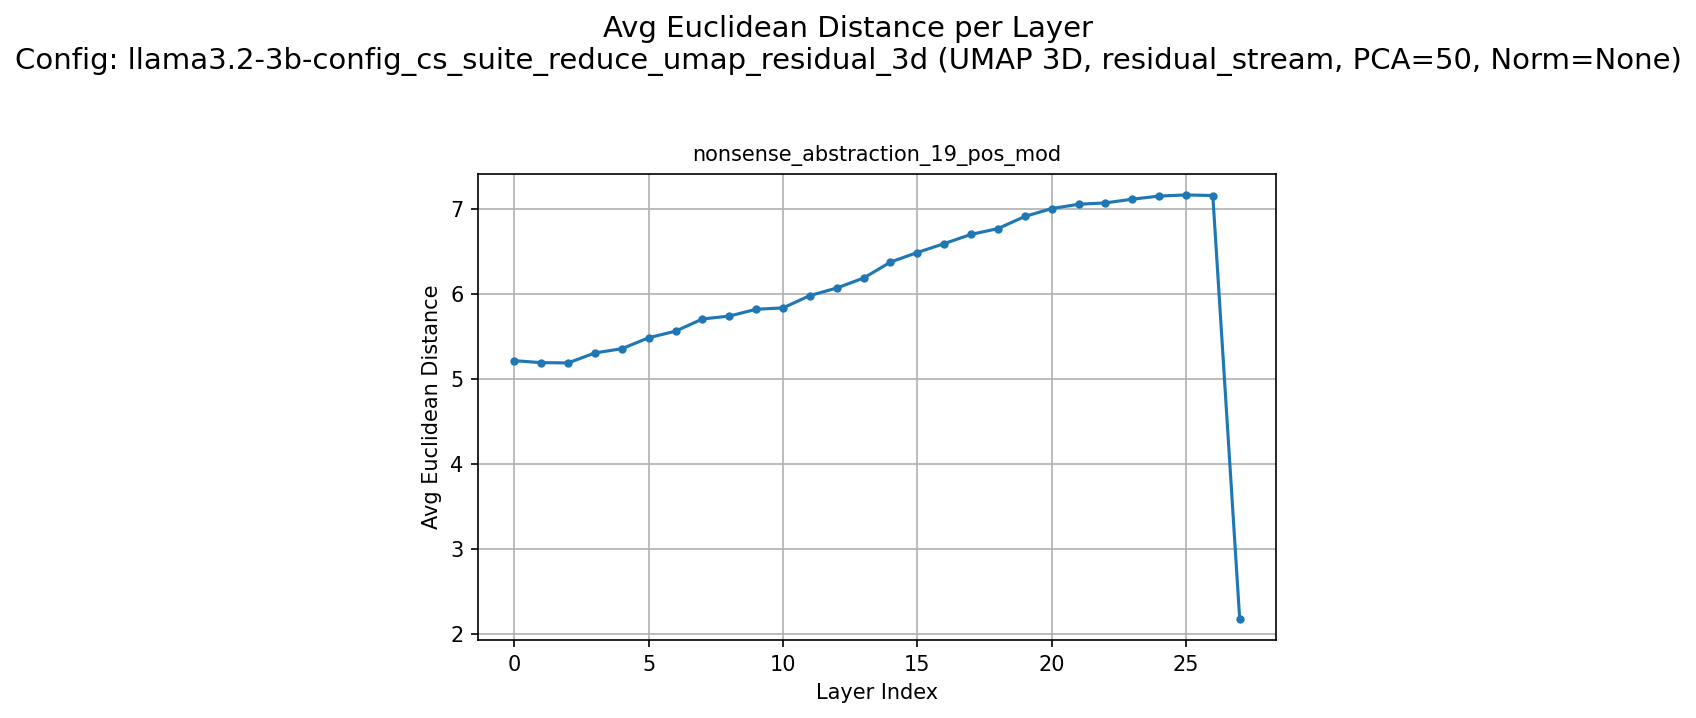 Avg Euclidean Distance per Layer
Config: llama3.2-3b-config_cs_suite_reduce_umap_residual_3d (UMAP 3D, residual_stream, PCA=50, Norm=None)
nonsense_abstraction_19_pos_mod
Avg Euclidean Distance
7
6
5
4
3
2
0 5 10 15 20 25
Layer Index